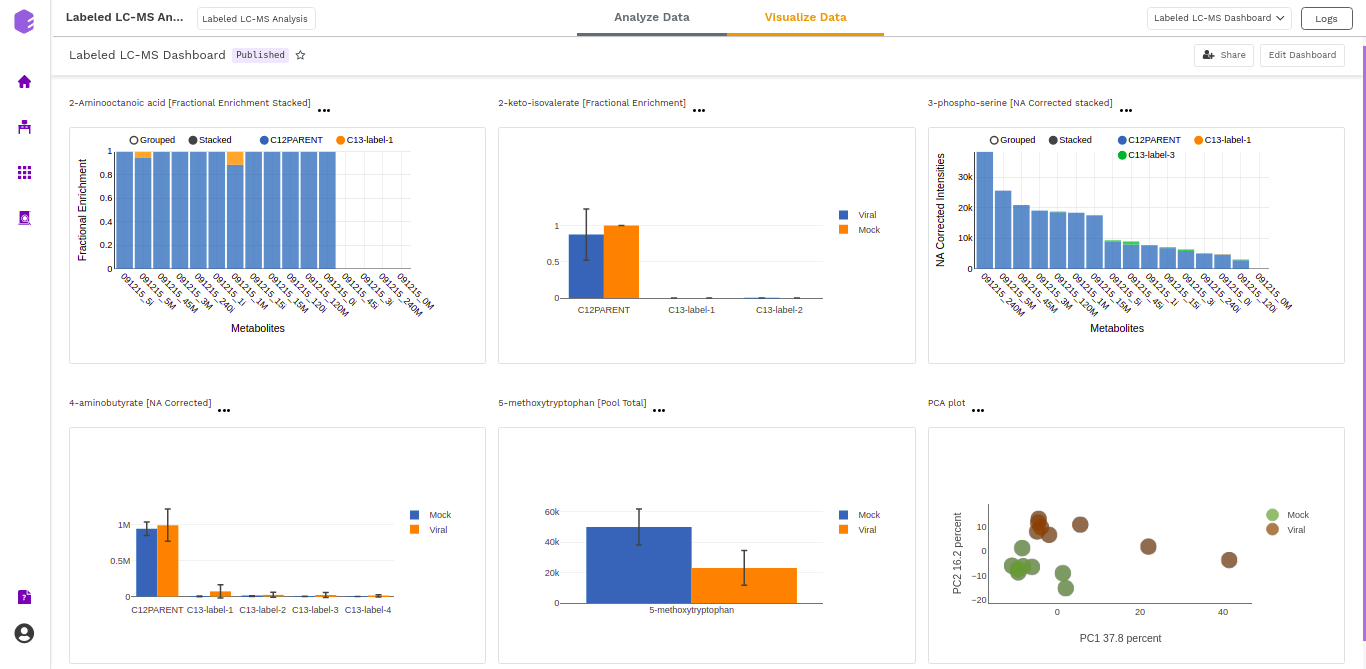 Labeled LC-MS An...
Labeled LC-MS Analysis
Analyze Data
Visualize Data
Labeled LC-MS Dashboard
Logs
Labeled LC-MS Dashboard
Published
Share
Edit Dashboard
2-Aminooctanoic acid [Fractional Enrichment Stacked]
Grouped Stacked C12PARENT C13-label-1
Fractional Enrichment
1
0.8
0.6
0.4
0.2
0
091215_5i 091215_5M 091215_45M 091215_3M 091215_240i 091215_1i 091215_1M 091215_15i 091215_15M 091215_120i 091215_120M 091215_0i 091215_45i 091215_3i 091215_240M 091215_0M
Metabolites
2-keto-isovalerate [Fractional Enrichment]
1
0.5
0
C12PARENT C13-label-1 C13-label-2
Viral
Mock
3-phospho-serine [NA Corrected stacked]
Grouped Stacked C12PARENT C13-label-1
C13-label-3
NA Corrected Intensities
30k
20k
10k
0
091215_240M 091215_5M 091215_45M 091215_3M 091215_120M 091215_1M 091215_15M 091215_5i 091215_45i 091215_1i 091215_15i 091215_3i 091215_240i 091215_0i 091215_120i 091215_0M
Metabolites
4-aminobutyrate [NA Corrected]
1M
0.5M
0
C12PARENT C13-label-1 C13-label-2 C13-label-3 C13-label-4
Mock
Viral
5-methoxytryptophan [Pool Total]
60k
40k
20k
0
5-methoxytryptophan
Mock
Viral
PCA plot
PC2 16.2 percent
10
0
−10
−20
0 20 40
PC1 37.8 percent
Mock
Viral